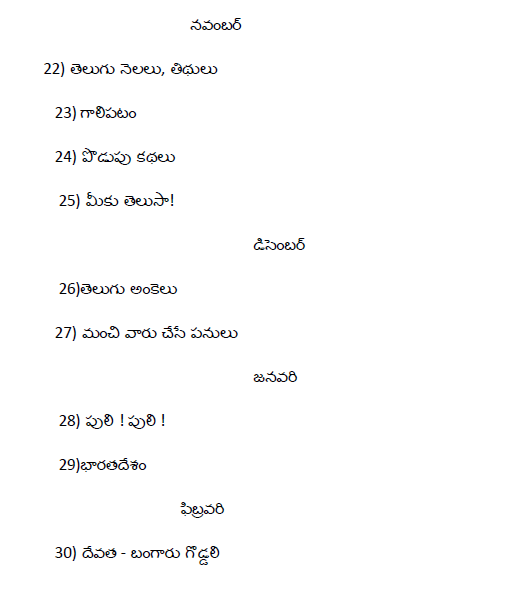 నవంబర్
22) తెలుగు నెలలు, తిథులు
23) గాలిపటం
24) పొడుపు కథలు
25) మీకు తెలుసా!
డిసెంబర్
26)తెలుగు అంకెలు
27) మంచి వారు చేసే పనులు
జనవరి
28) పులి ! పులి !
29)భారతదేశం
ఫిబ్రవరి
30) దేవత - బంగారు గొడ్డలి